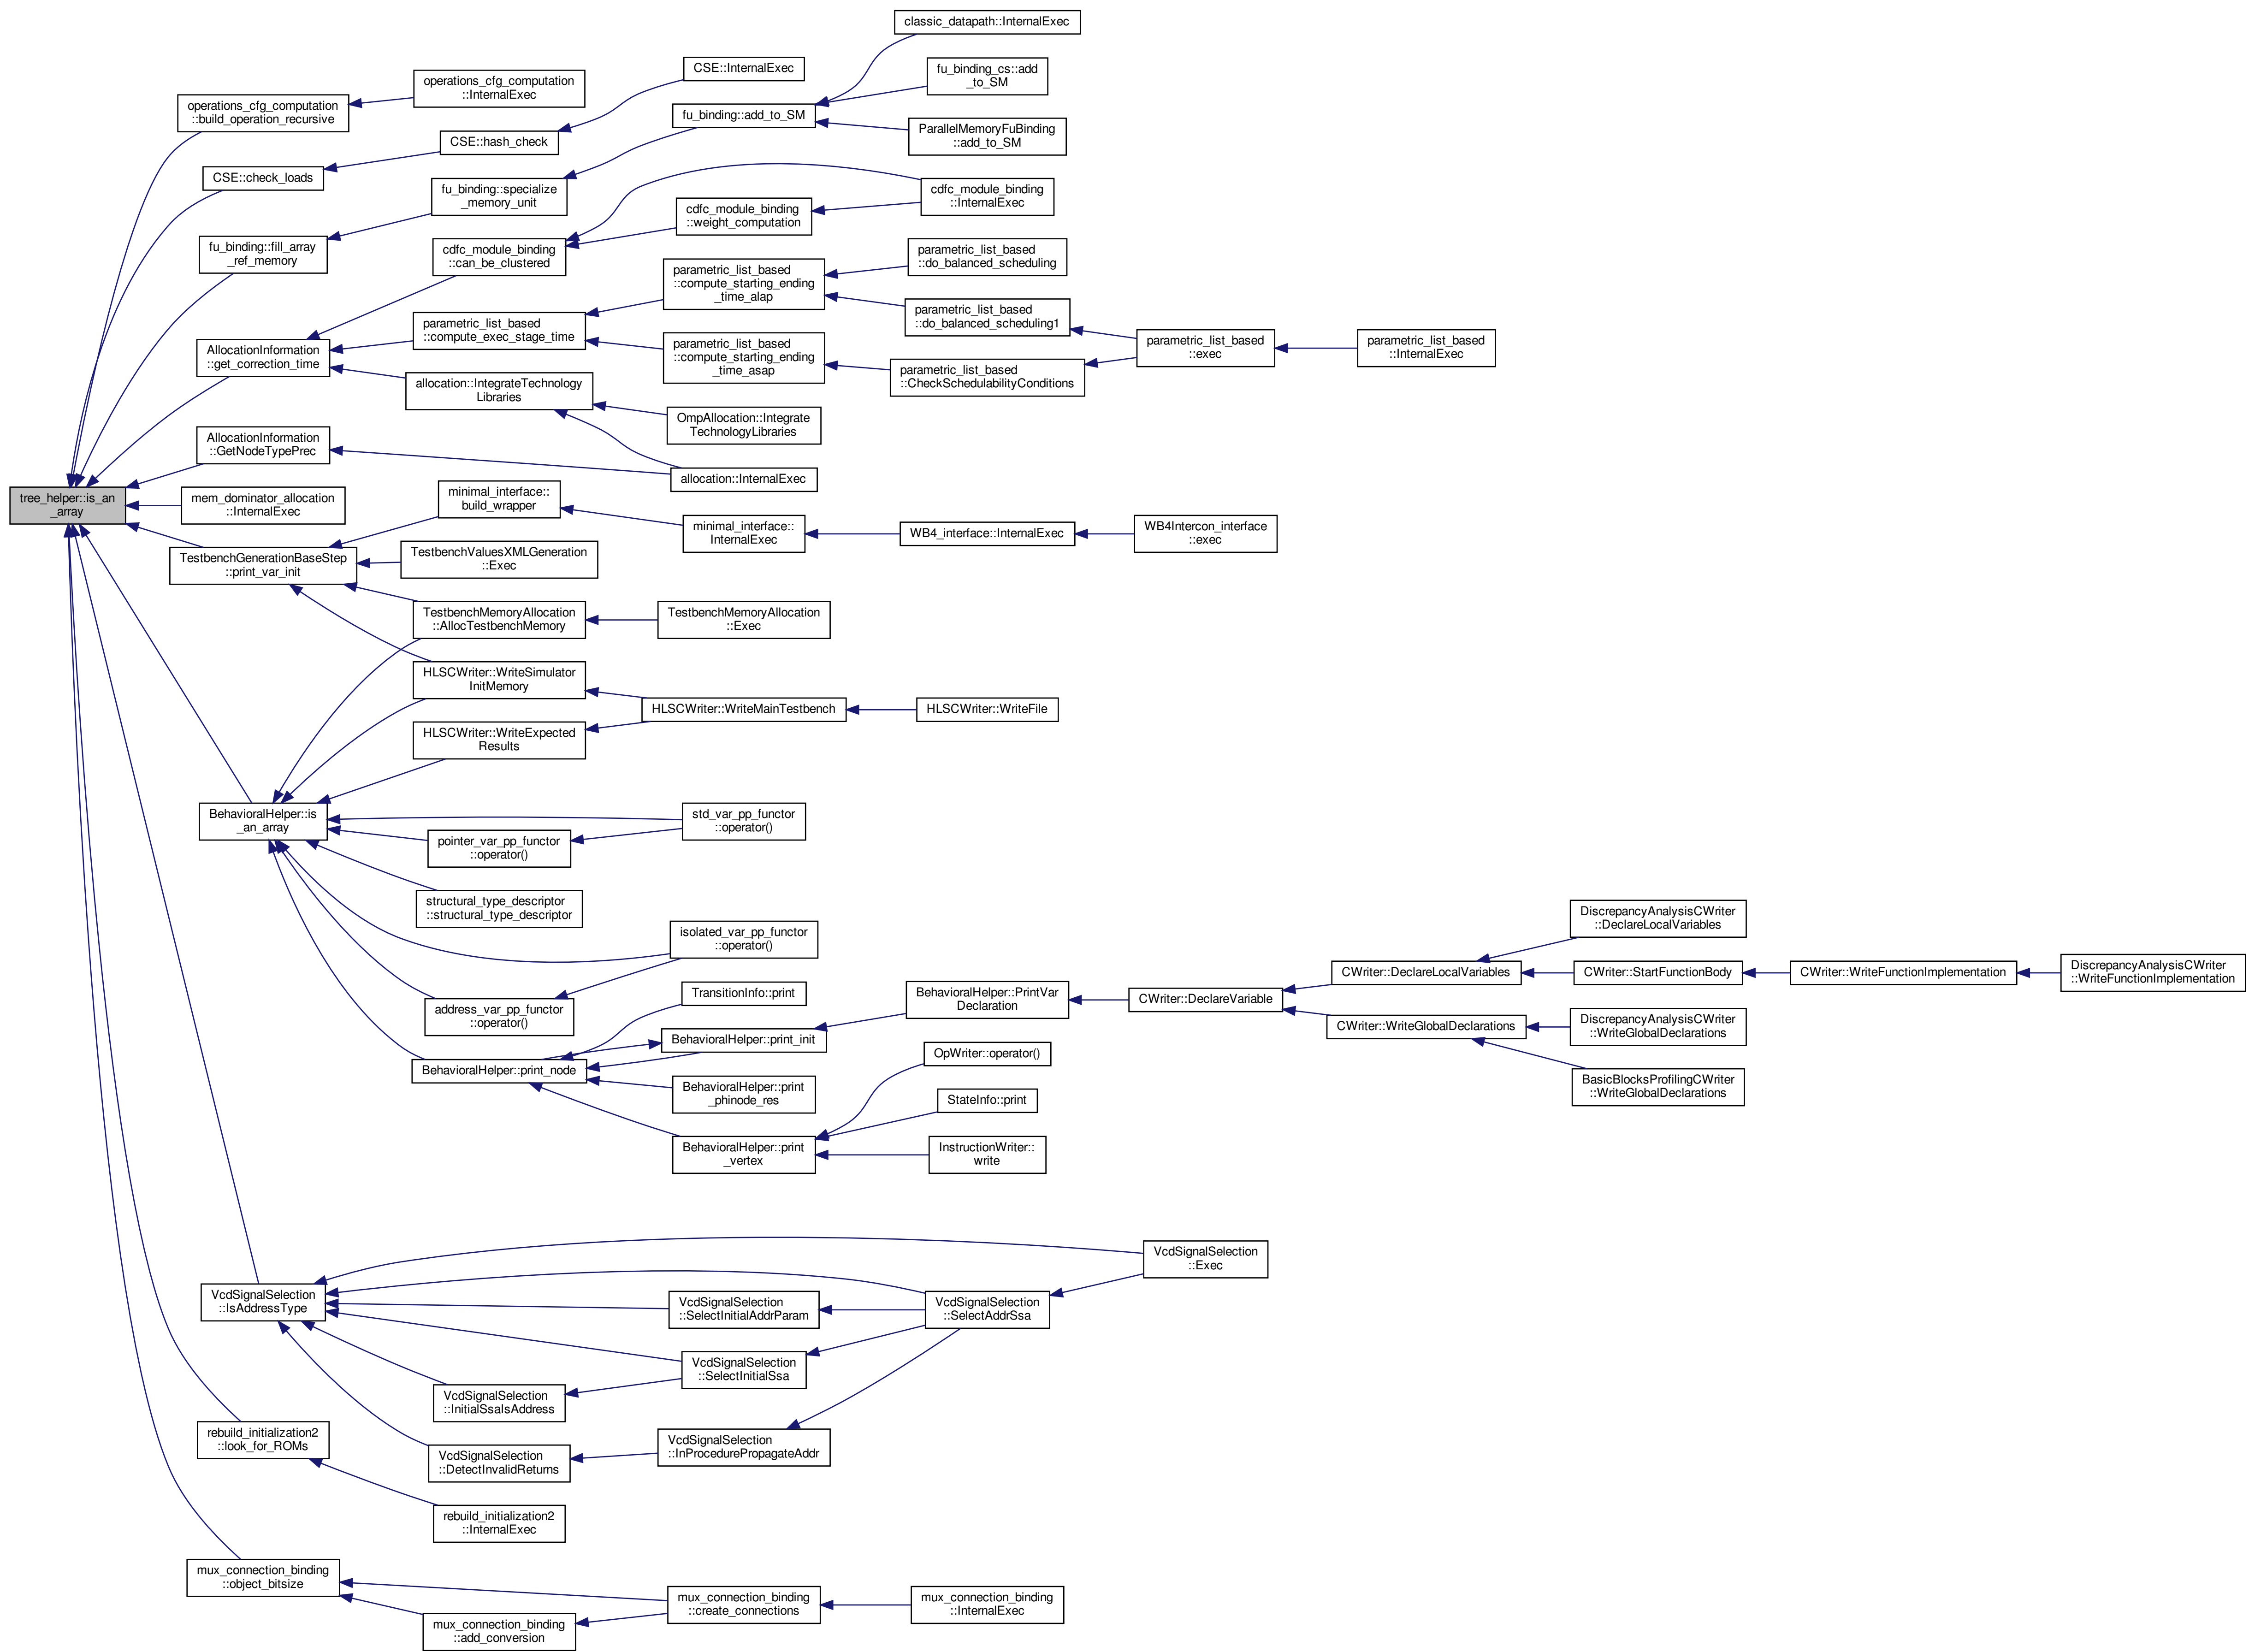 tree_helper::is_an
_array
operations_cfg_computation
::build_operation_recursive
operations_cfg_computation
::InternalExec
CSE::check_loads
CSE::hash_check
CSE::InternalExec
fu_binding::fill_array
_ref_memory
fu_binding::specialize
_memory_unit
fu_binding::add_to_SM
classic_datapath::InternalExec
fu_binding_cs::add
_to_SM
ParallelMemoryFuBinding
::add_to_SM
AllocationInformation
::get_correction_time
cdfc_module_binding
::can_be_clustered
cdfc_module_binding
::weight_computation
cdfc_module_binding
::InternalExec
parametric_list_based
::compute_exec_stage_time
parametric_list_based
::compute_starting_ending
_time_alap
parametric_list_based
::do_balanced_scheduling
parametric_list_based
::do_balanced_scheduling1
parametric_list_based
::compute_starting_ending
_time_asap
parametric_list_based
::CheckSchedulabilityConditions
parametric_list_based
::exec
parametric_list_based
::InternalExec
allocation::IntegrateTechnology
Libraries
OmpAllocation::Integrate
TechnologyLibraries
allocation::InternalExec
AllocationInformation
::GetNodeTypePrec
mem_dominator_allocation
::InternalExec
TestbenchGenerationBaseStep
::print_var_init
minimal_interface::
build_wrapper
minimal_interface::
InternalExec
WB4_interface::InternalExec
WB4Intercon_interface
::exec
TestbenchValuesXMLGeneration
::Exec
TestbenchMemoryAllocation
::AllocTestbenchMemory
TestbenchMemoryAllocation
::Exec
HLSCWriter::WriteSimulator
InitMemory
HLSCWriter::WriteMainTestbench
HLSCWriter::WriteFile
HLSCWriter::WriteExpected
Results
BehavioralHelper::is
_an_array
std_var_pp_functor
::operator()
pointer_var_pp_functor
::operator()
structural_type_descriptor
::structural_type_descriptor
isolated_var_pp_functor
::operator()
address_var_pp_functor
::operator()
BehavioralHelper::print_node
TransitionInfo::print
BehavioralHelper::print_init
BehavioralHelper::PrintVar
Declaration
CWriter::DeclareVariable
CWriter::DeclareLocalVariables
DiscrepancyAnalysisCWriter
::DeclareLocalVariables
CWriter::StartFunctionBody
CWriter::WriteFunctionImplementation
DiscrepancyAnalysisCWriter
::WriteFunctionImplementation
CWriter::WriteGlobalDeclarations
DiscrepancyAnalysisCWriter
::WriteGlobalDeclarations
BasicBlocksProfilingCWriter
::WriteGlobalDeclarations
BehavioralHelper::print
_phinode_res
BehavioralHelper::print
_vertex
OpWriter::operator()
StateInfo::print
InstructionWriter::
write
VcdSignalSelection
::IsAddressType
VcdSignalSelection
::Exec
VcdSignalSelection
::SelectInitialAddrParam
VcdSignalSelection
::SelectAddrSsa
VcdSignalSelection
::SelectInitialSsa
VcdSignalSelection
::InitialSsaIsAddress
VcdSignalSelection
::DetectInvalidReturns
VcdSignalSelection
::InProcedurePropagateAddr
rebuild_initialization2
::look_for_ROMs
rebuild_initialization2
::InternalExec
mux_connection_binding
::object_bitsize
mux_connection_binding
::create_connections
mux_connection_binding
::InternalExec
mux_connection_binding
::add_conversion